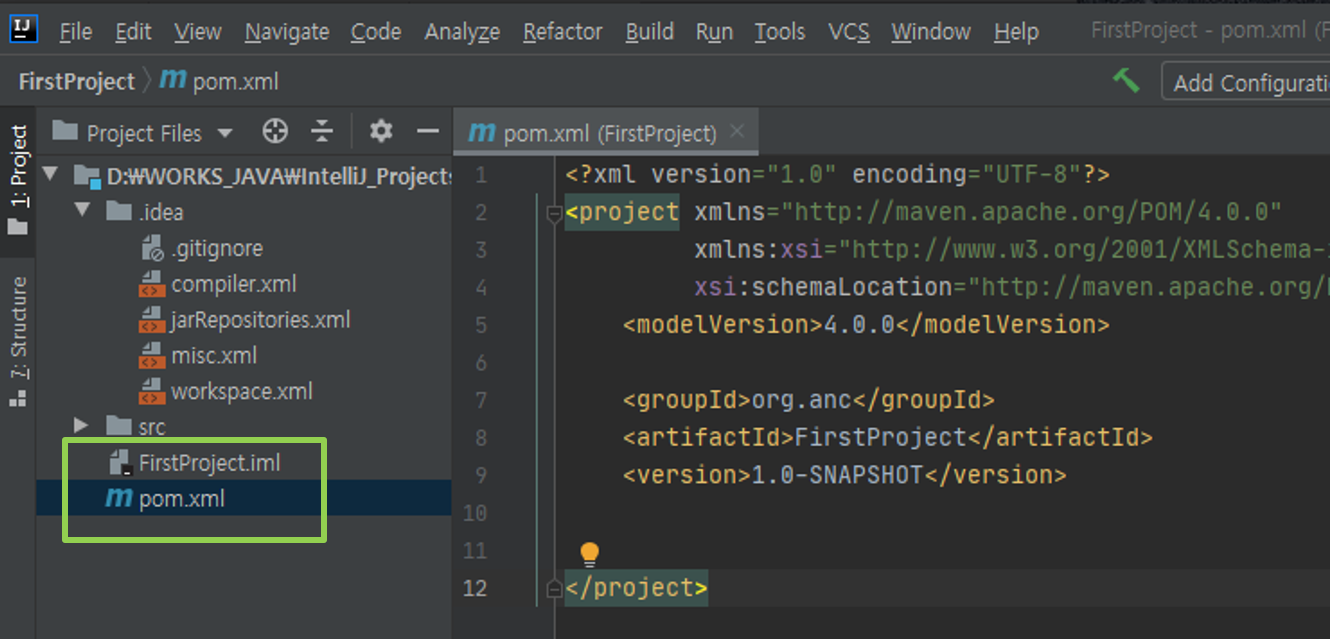 IJ File Edit View Navigate Code Analyze Refactor Build Run Tools VCS Window Help FirstProject - pom.xml (F
FirstProject m pom.xml Add Configurati
1: Project
7: Structure
Project Files
D:₩WORKS_JAVA₩IntelliJ_Projects
.idea
.gitignore
compiler.xml
jarRepositories.xml
misc.xml
workspace.xml
src
FirstProject.iml
m pom.xml
m pom.xml (FirstProject)
1 <?xml version="1.0" encoding="UTF-8"?>
2 <project xmlns="http://maven.apache.org/POM/4.0.0"
3 xmlns:xsi="http://www.w3.org/2001/XMLSchema-
4 xsi:schemaLocation="http://maven.apache.org/
5 <modelVersion>4.0.0</modelVersion>
6
7 <groupId>org.anc</groupId>
8 <artifactId>FirstProject</artifactId>
9 <version>1.0-SNAPSHOT</version>
10
11
12 </project>